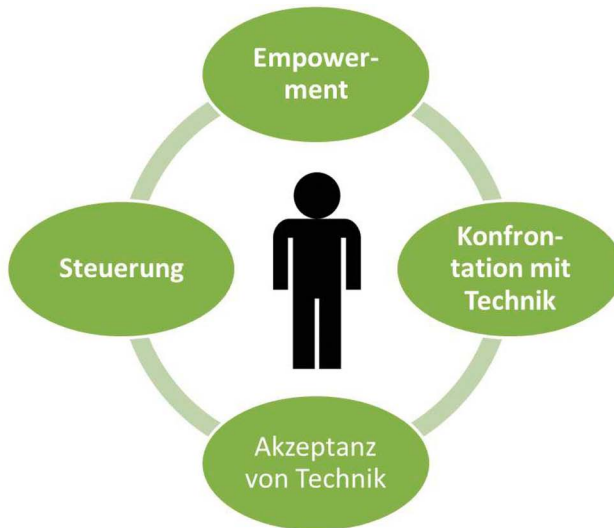 Empower-
ment
Konfron-
tation mit
Technik
Akzeptanz
von Technik
Steuerung